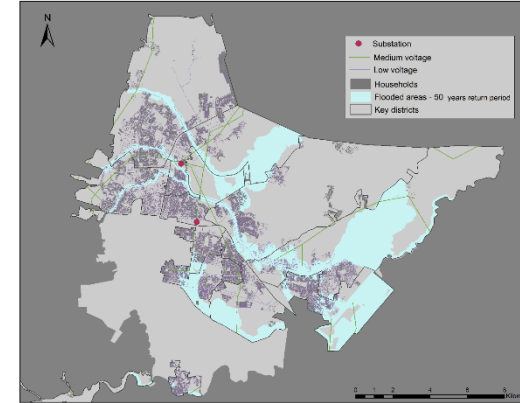 N
Substation
Medium voltage
Low voltage
Households
Flooded areas - 50 years return period
Key districts
0 1 2 4 6 8